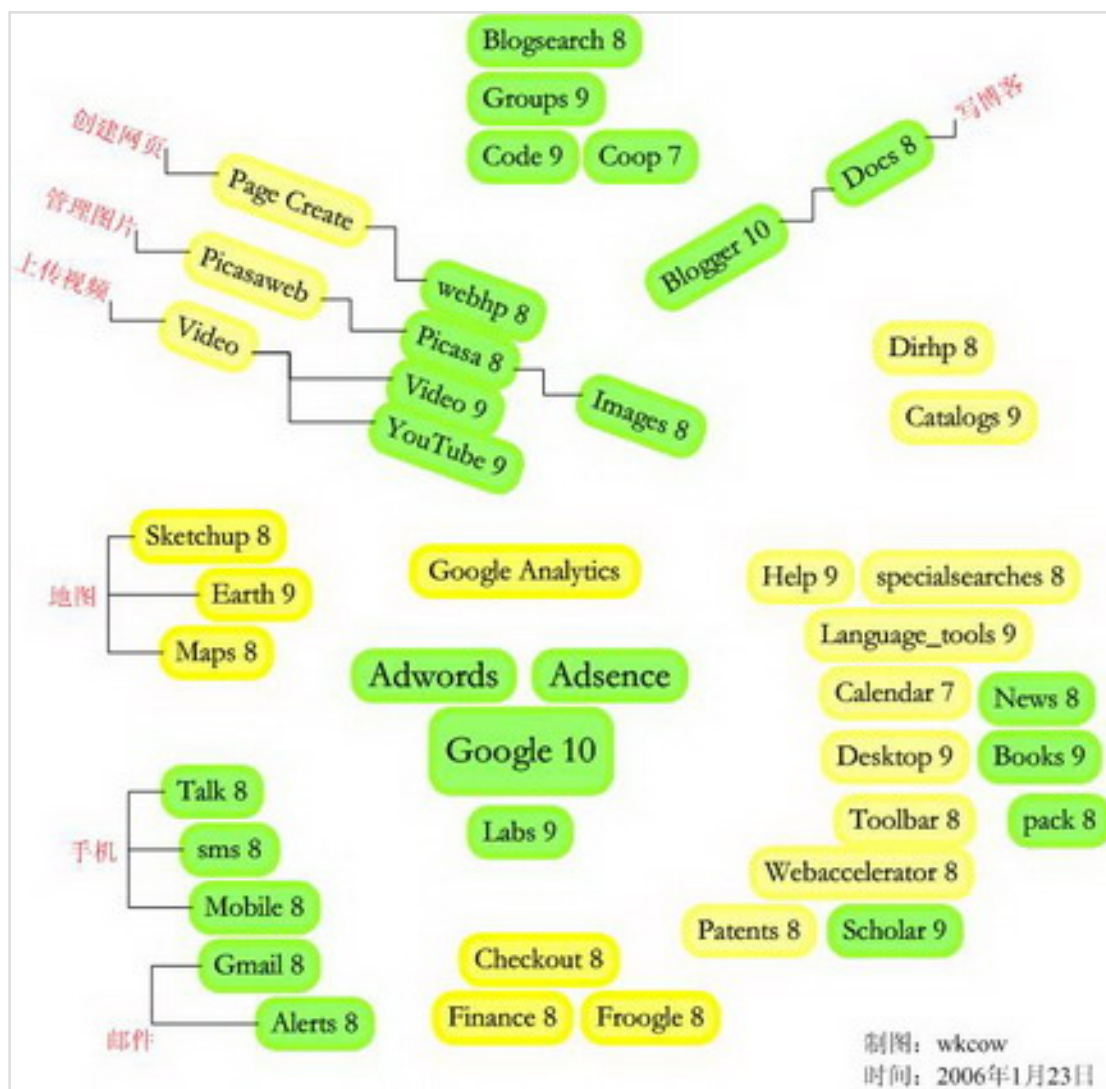 Blogsearch 8
Groups 9
Code 9 Coop 7
写博客
Docs 8
Blogger 10
创建网页
Page Create
webhp 8
管理图片
Picasaweb
Picasa 8
Images 8
上传视频
Video
Video 9
YouTube 9
Dirhp 8
Catalogs 9
地图
Sketchup 8
Earth 9
Maps 8
Google Analytics
Adwords Adsence
Google 10
Labs 9
Help 9 specialsearches 8
Language_tools 9
Calendar 7 News 8
Desktop 9 Books 9
Toolbar 8 pack 8
Webaccelerator 8
Patents 8 Scholar 9
手机
Talk 8
sms 8
Mobile 8
邮件
Gmail 8
Alerts 8
Checkout 8
Finance 8 Froogle 8
制图：wkcow
时间：2006年1月23日